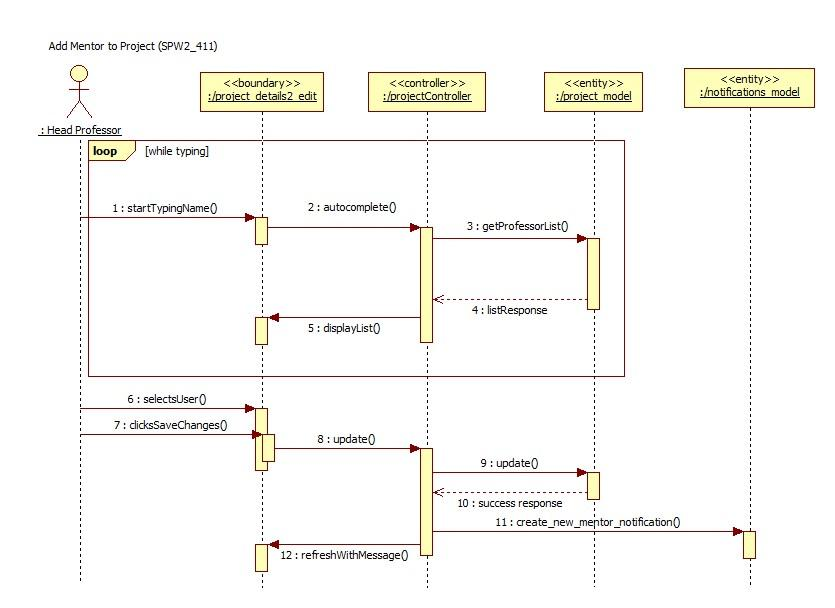 Add Mentor to Project (SPW2_411)
<<boundary>>
:/project_details2_edit
<<controller>>
:/projectController
<<entity>>
:/project_model
<<entity>>
:/notifications_model
: Head Professor
loop [while typing]
1 : startTypingName()
2 : autocomplete()
3 : getProfessorList()
4 : listResponse
5 : displayList()
6 : selectsUser()
7 : clicksSaveChanges()
8 : update()
9 : update()
10 : success response
11 : create_new_mentor_notification()
12 : refreshWithMessage()